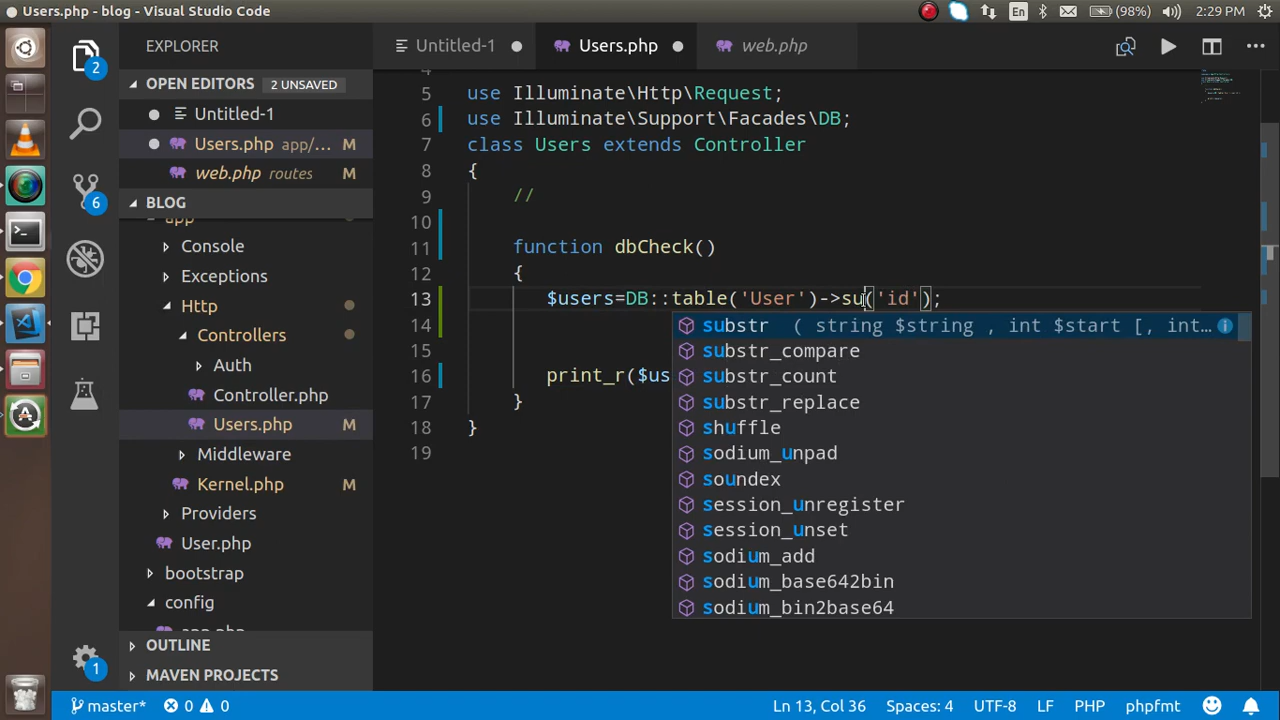 Users.php - blog - Visual Studio Code
En
(98%)
2:29 PM
EXPLORER
OPEN EDITORS
2 UNSAVED
Untitled-1
Users.php app/...
M
web.php routes
M
BLOG
Console
Exceptions
Http
Controllers
Auth
Controller.php
Users.php
M
Middleware
Kernel.php
M
Providers
User.php
bootstrap
config
OUTLINE
MAVEN PROJECTS
2
6
1
Untitled-1
Users.php
web.php
5 use Illuminate\Http\Request;
6 use Illuminate\Support\Facades\DB;
7 class Users extends Controller
8 {
9 //
10
11 function dbCheck()
12 {
13 $users=DB::table('User')->su('id');
14
15
16 print_r($us
17 }
18 }
19
substr ( string $string , int $start [, int...
substr_compare
substr_count
substr_replace
shuffle
sodium_unpad
soundex
session_unregister
session_unset
sodium_add
sodium_base642bin
sodium_bin2base64
master*
0
0
Ln 13, Col 36
Spaces: 4
UTF-8
LF
PHP
phpfmt